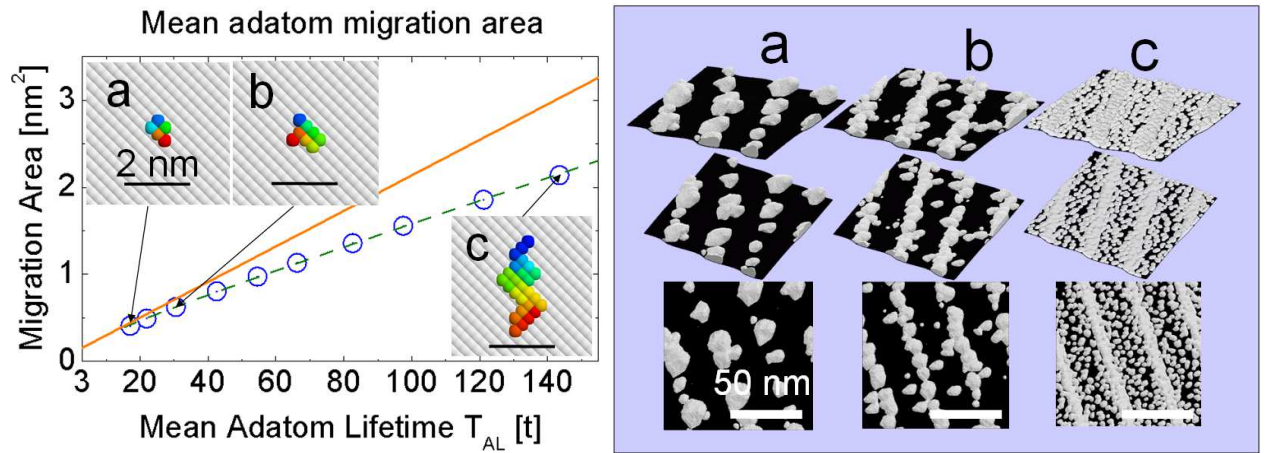 Mean adatom migration area
Migration Area [nm²]
3
2
1
0
a
2 nm
b
c
3 20 40 60 80 100 120 140
Mean Adatom Lifetime T_AL [t]
a b c
50 nm